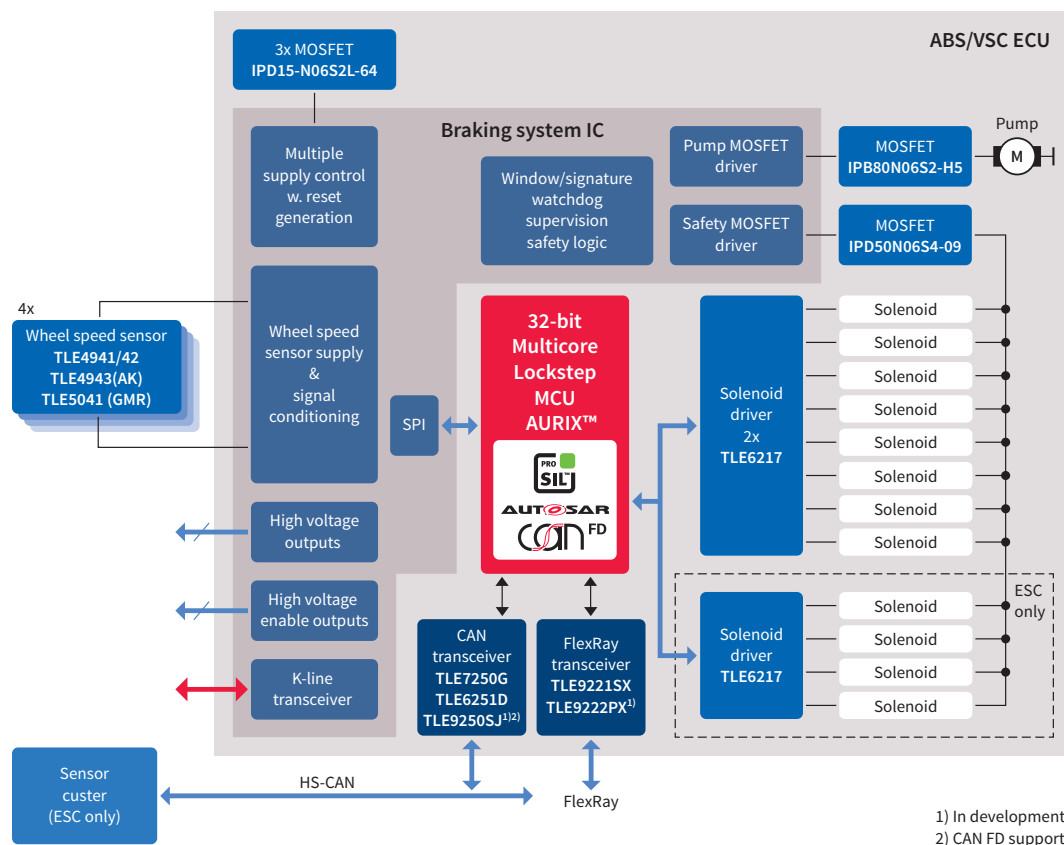 ABS/VSC ECU
3x MOSFET
IPD15-N06S2L-64
Braking system IC
Multiple
supply control
w. reset
generation
Window/signature
watchdog
supervision
safety logic
Pump MOSFET
driver
MOSFET
IPB80N06S2-H5
Pump
M
Safety MOSFET
driver
MOSFET
IPD50N06S4-09
4x
Wheel speed sensor
TLE4941/42
TLE4943(AK)
TLE5041 (GMR)
Wheel speed
sensor supply
&
signal
conditioning
SPI
32-bit
Multicore
Lockstep
MCU
AURIX™
PRO
SIL™
AUTOSAR
CAN FD
Solenoid
driver
2x
TLE6217
Solenoid
Solenoid
Solenoid
Solenoid
Solenoid
Solenoid
Solenoid
Solenoid
High voltage
outputs
High voltage
enable outputs
K-line
transceiver
CAN
transceiver
TLE7250G
TLE6251D
TLE9250SJ1)2)
FlexRay
transceiver
TLE9221SX
TLE9222PX1)
Solenoid
driver
TLE6217
Solenoid
Solenoid
Solenoid
Solenoid
ESC
only
Sensor
custer
(ESC only)
HS-CAN
FlexRay
1) In development
2) CAN FD support